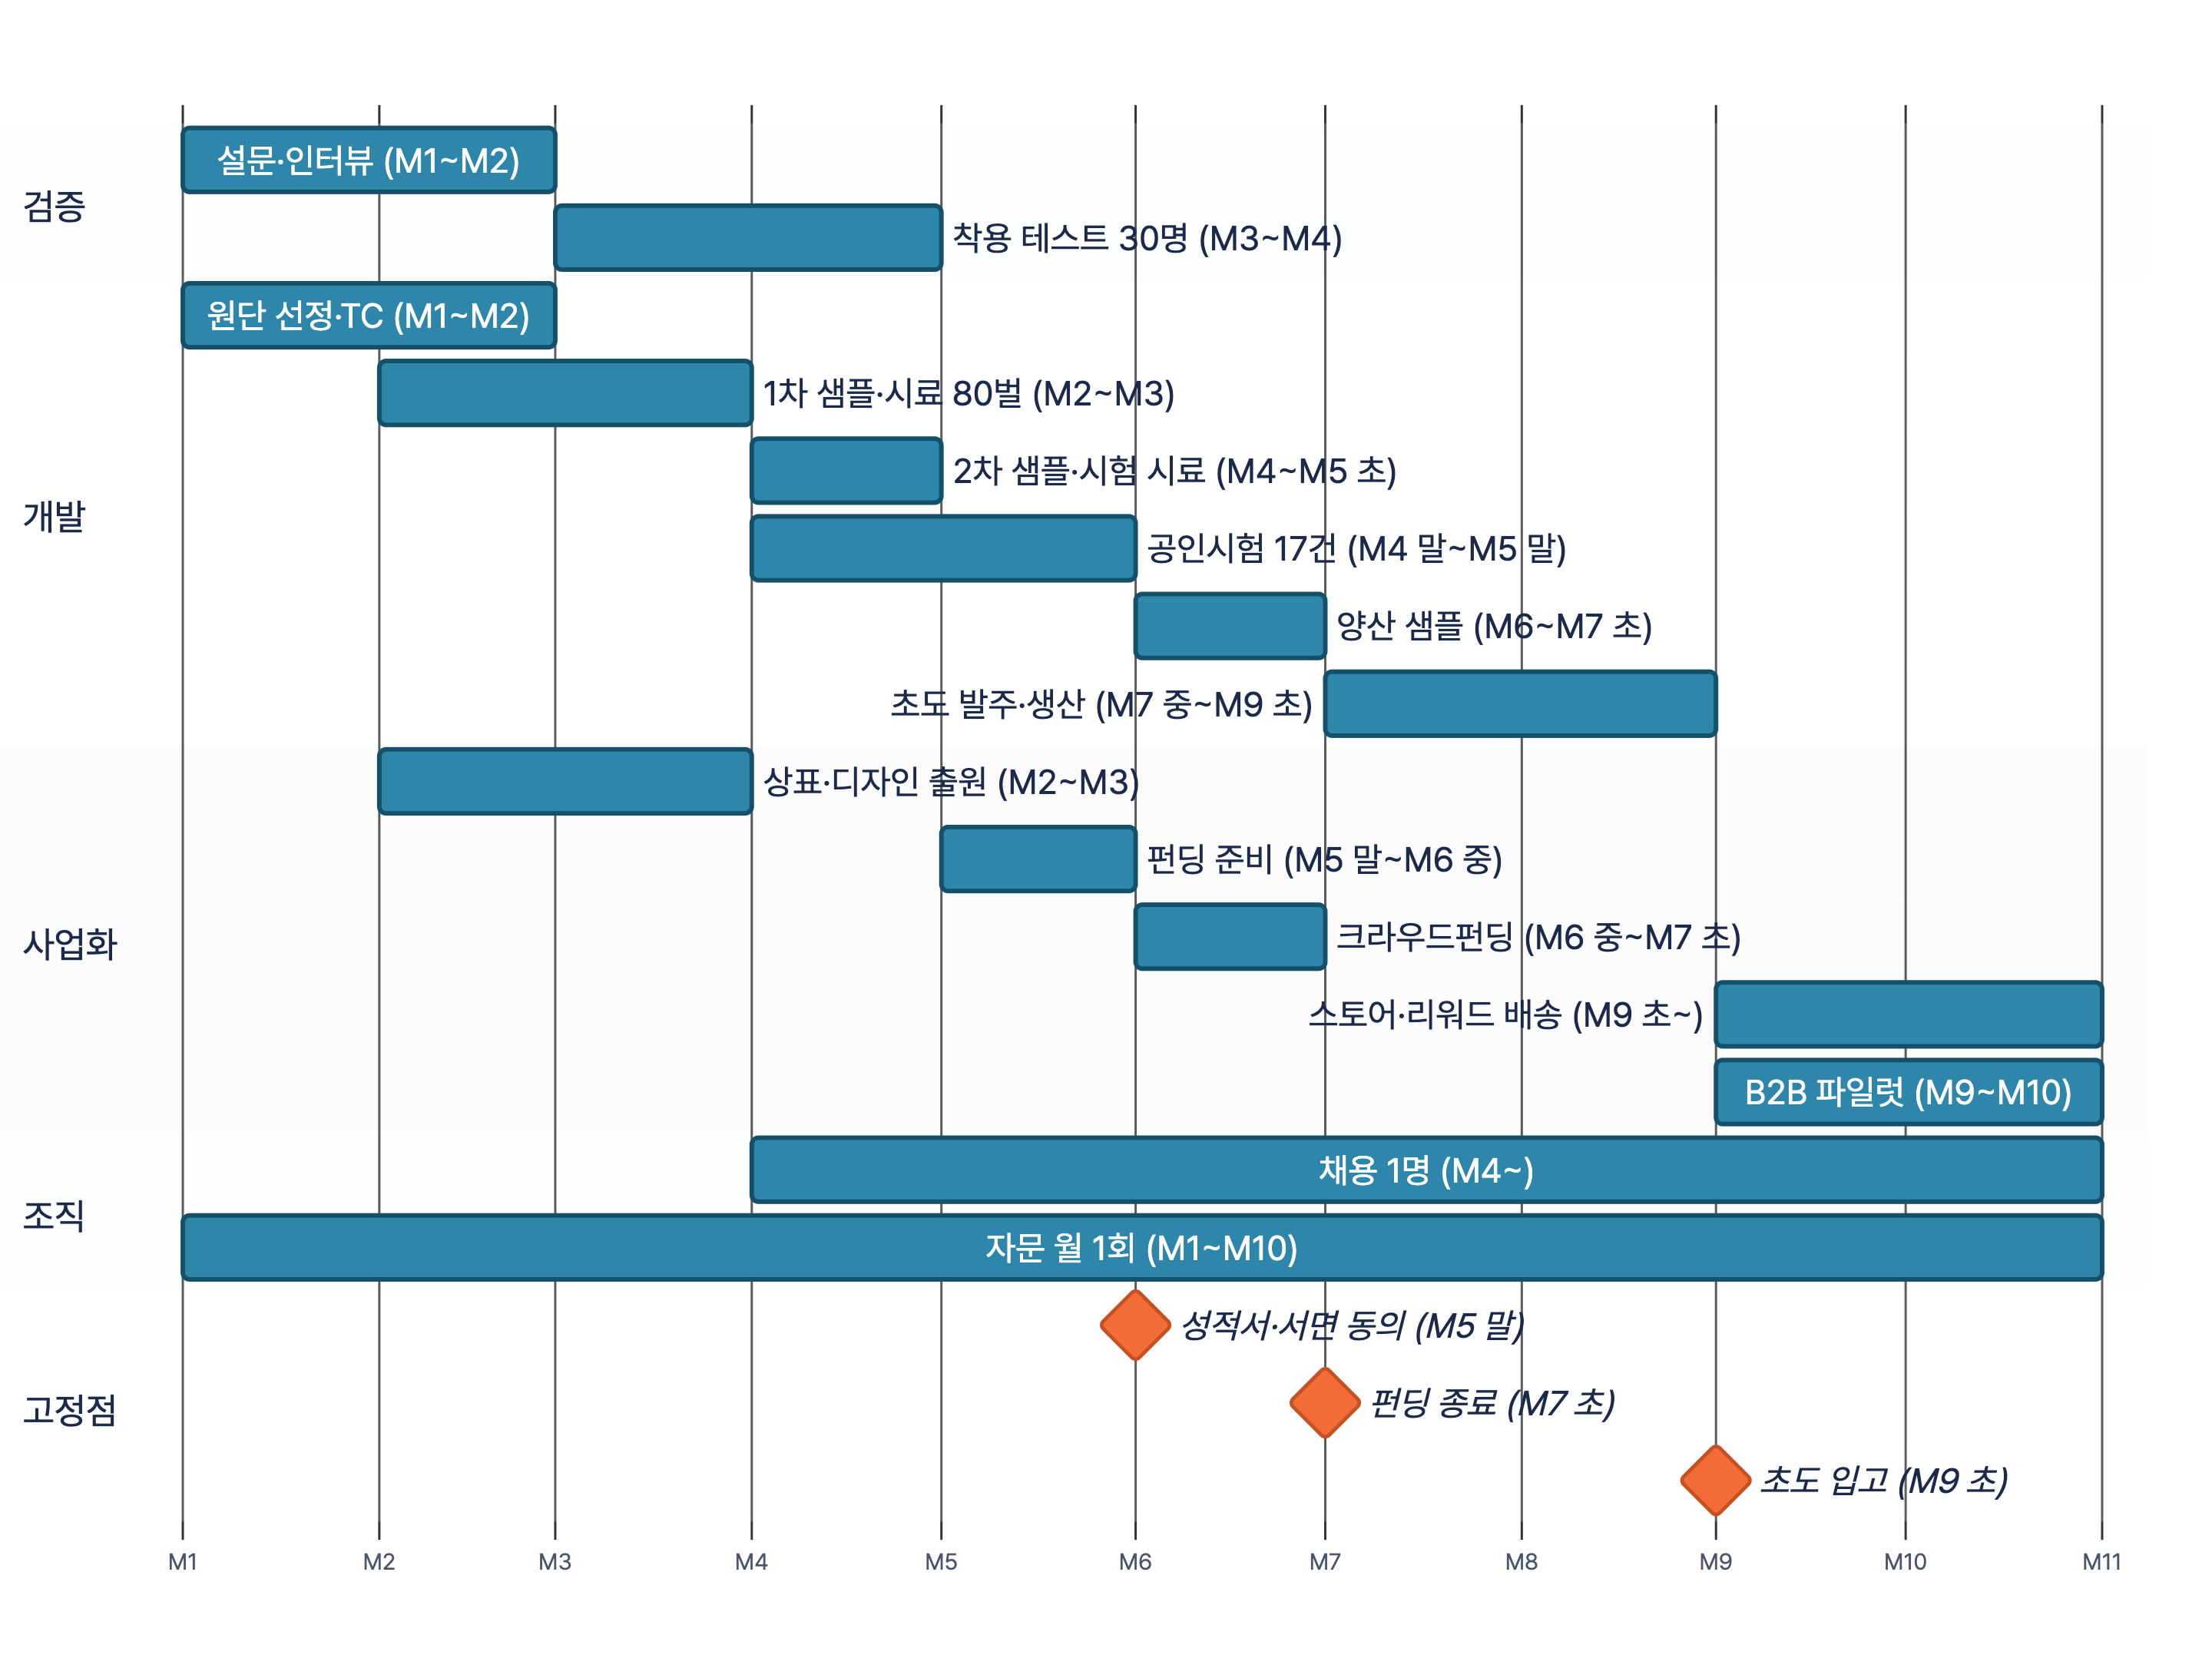 검증
설문·인터뷰 (M1~M2)
착용 테스트 30명 (M3~M4)
개발
원단 선정·TC (M1~M2)
1차 샘플·시료 80벌 (M2~M3)
2차 샘플·시험 시료 (M4~M5 초)
공인시험 17건 (M4 말~M5 말)
양산 샘플 (M6~M7 초)
초도 발주·생산 (M7 중~M9 초)
사업화
상표·디자인 출원 (M2~M3)
펀딩 준비 (M5 말~M6 중)
크라우드펀딩 (M6 중~M7 초)
스토어·리워드 배송 (M9 초~)
B2B 파일럿 (M9~M10)
조직
채용 1명 (M4~)
자문 월 1회 (M1~M10)
고정점
성적서·서면 동의 (M5 말)
펀딩 종료 (M7 초)
초도 입고 (M9 초)
M1 M2 M3 M4 M5 M6 M7 M8 M9 M10 M11